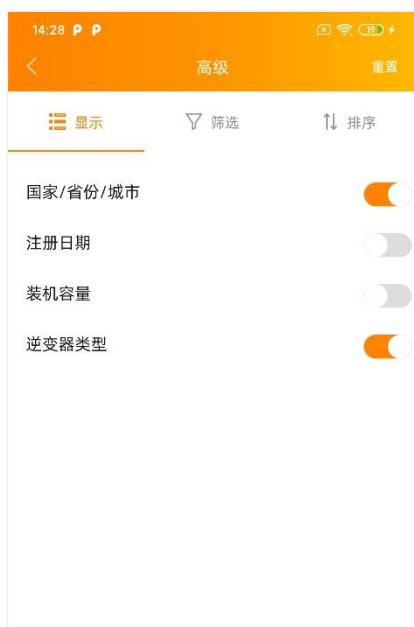 14:28 P P
19
高级
重置
显示
筛选
排序
国家/省份/城市
注册日期
装机容量
逆变器类型